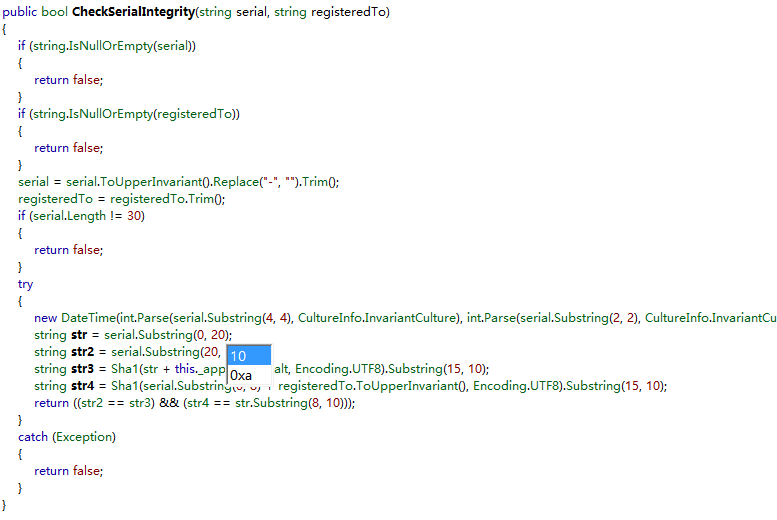 public bool CheckSerialIntegrity(string serial, string registeredTo)
{
if (string.IsNullOrEmpty(serial))
{
return false;
}
if (string.IsNullOrEmpty(registeredTo))
{
return false;
}
serial = serial.ToUpperInvariant().Replace("-", "").Trim();
registeredTo = registeredTo.Trim();
if (serial.Length != 30)
{
return false;
}
try
{
new DateTime(int.Parse(serial.Substring(4, 4), CultureInfo.InvariantCulture), int.Parse(serial.Substring(2, 2), CultureInfo.InvariantCu
string str = serial.Substring(0, 20);
string str2 = serial.Substring(20, 10
string str3 = Sha1(str + this._app alt, Encoding.UTF8).Substring(15, 10);
0xa
string str4 = Sha1(serial.Substring( registeredTo.ToUpperInvariant(), Encoding.UTF8).Substring(15, 10);
return ((str2 == str3) && (str4 == str.Substring(8, 10)));
}
catch (Exception)
{
return false;
}
}